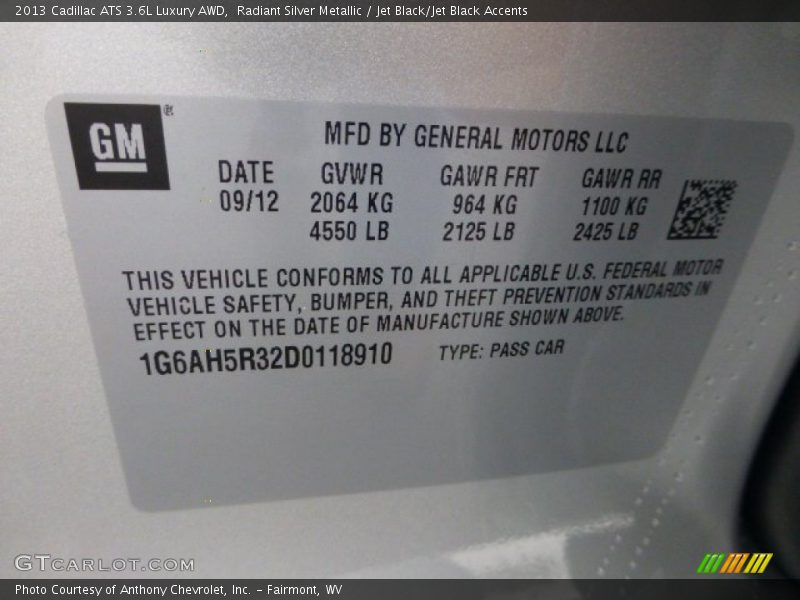 2013 Cadillac ATS 3.6L Luxury AWD,  Radiant Silver Metallic / Jet Black/Jet Black Accents
GM ®
MFD BY GENERAL MOTORS LLC
DATE GVWR GAWR FRT GAWR RR
09/12 2064 KG 964 KG 1100 KG
4550 LB 2125 LB 2425 LB
THIS VEHICLE CONFORMS TO ALL APPLICABLE U.S. FEDERAL MOTOR
VEHICLE SAFETY, BUMPER, AND THEFT PREVENTION STANDARDS IN
EFFECT ON THE DATE OF MANUFACTURE SHOWN ABOVE.
1G6AH5R32D0118910 TYPE: PASS CAR
GTCARLOT.COM
Photo Courtesy of Anthony Chevrolet, Inc. – Fairmont, WV